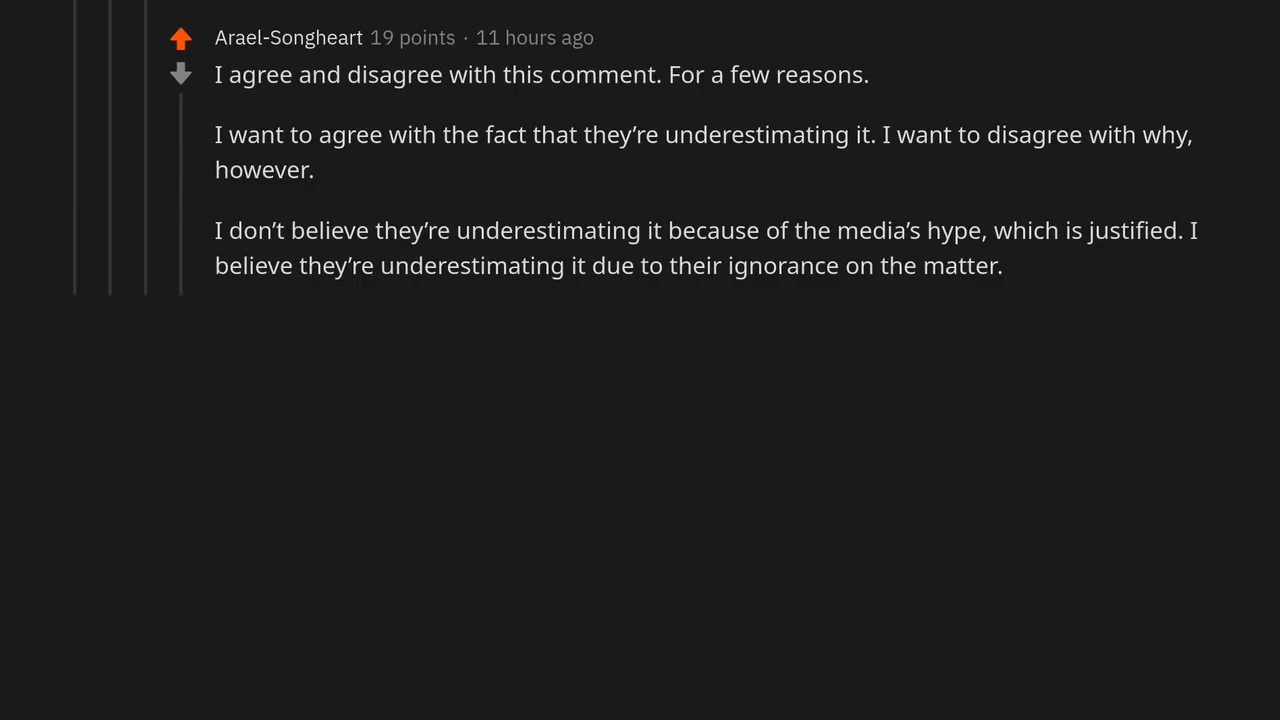 Arael-Songheart 19 points · 11 hours ago
I agree and disagree with this comment. For a few reasons.
I want to agree with the fact that they’re underestimating it. I want to disagree with why,
however.
I don’t believe they’re underestimating it because of the media’s hype, which is justified. I
believe they’re underestimating it due to their ignorance on the matter.